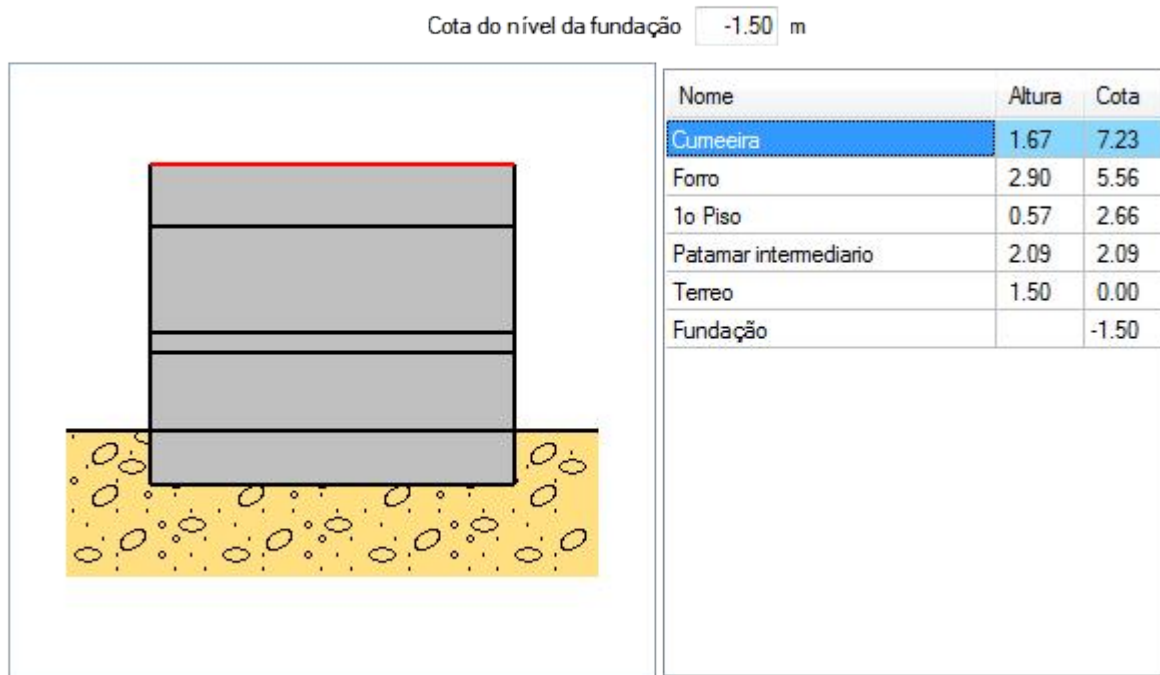 Cota do nível da fundação -1.50 m
Nome Altura Cota
Cumeeira 1.67 7.23
Forro 2.90 5.56
1o Piso 0.57 2.66
Patamar intermediario 2.09 2.09
Terreo 1.50 0.00
Fundação -1.50